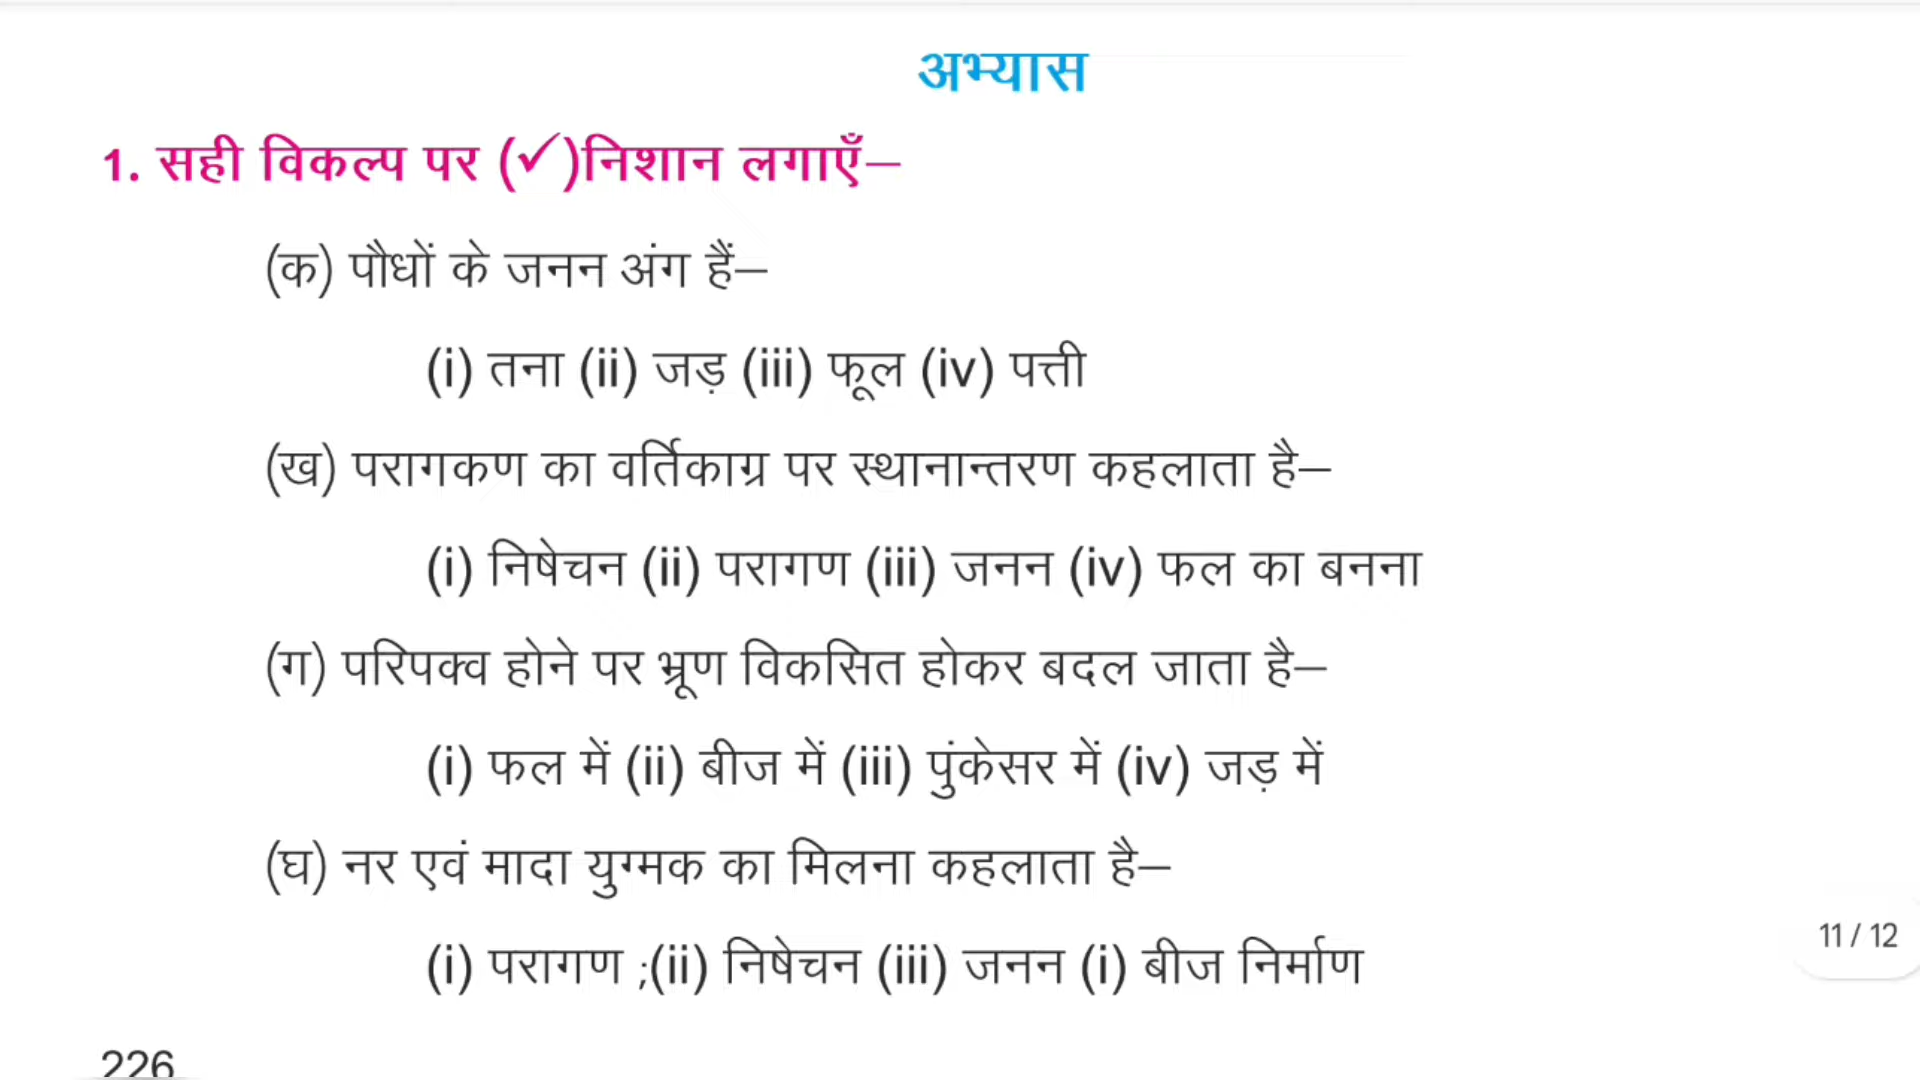 अभ्यास
1. सही विकल्प पर (✓)निशान लगाएँ–
(क) पौधों के जनन अंग हैं–
(i) तना (ii) जड़ (iii) फूल (iv) पत्ती
(ख) परागकण का वर्तिकाग्र पर स्थानान्तरण कहलाता है–
(i) निषेचन (ii) परागण (iii) जनन (iv) फल का बनना
(ग) परिपक्व होने पर भ्रूण विकसित होकर बदल जाता है–
(i) फल में (ii) बीज में (iii) पुंकेसर में (iv) जड़ में
(घ) नर एवं मादा युग्मक का मिलना कहलाता है–
(i) परागण ;(ii) निषेचन (iii) जनन (i) बीज निर्माण
11 / 12
226